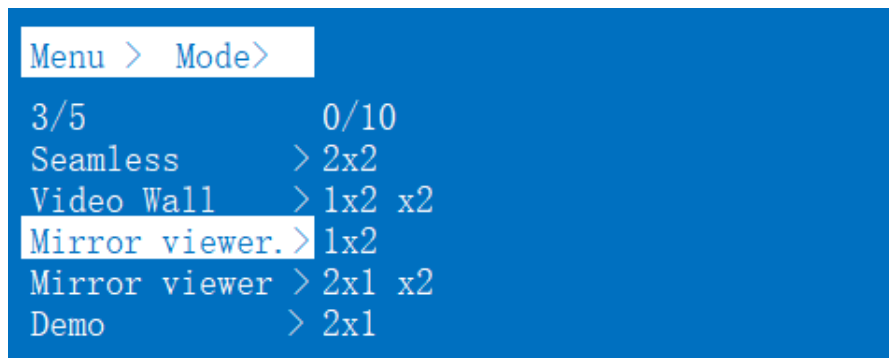 Menu > Mode>
3/5 0/10
Seamless > 2x2
Video Wall > 1x2 x2
Mirror viewer.> 1x2
Mirror viewer > 2x1 x2
Demo > 2x1